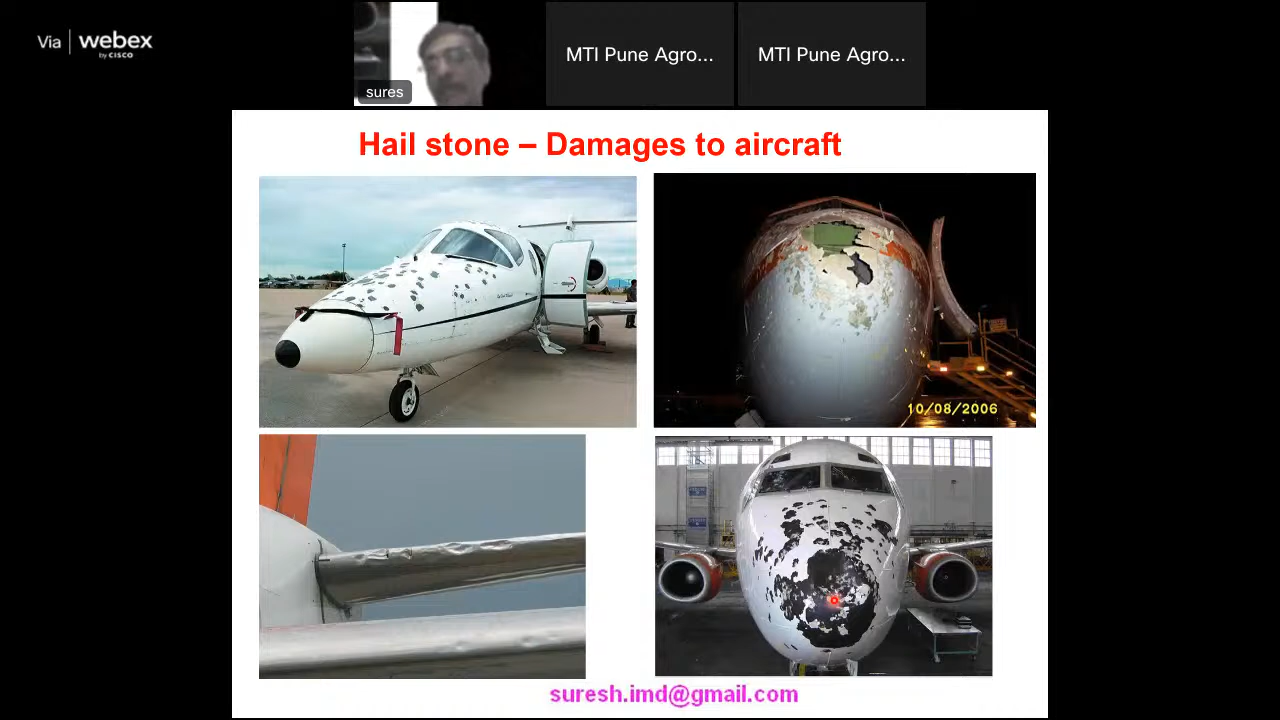 Via webex
by CISCO
sures
MTI Pune Agro...
MTI Pune Agro...
Hail stone – Damages to aircraft
10/08/2006
suresh.imd@gmail.com